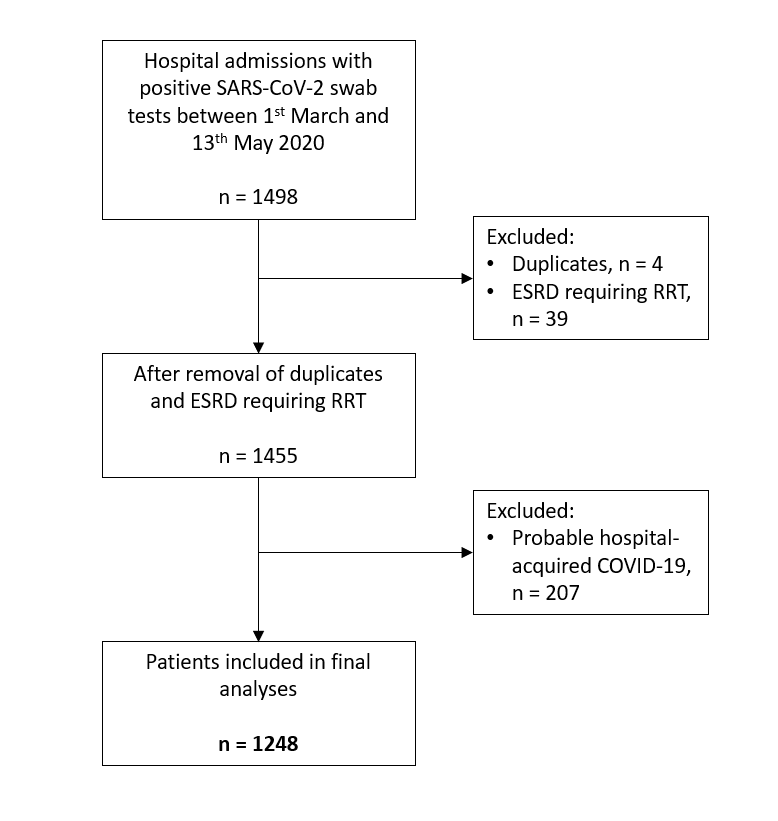 Hospital admissions with
positive SARS-CoV-2 swab
tests between 1st March and
13th May 2020
n = 1498
Excluded:
• Duplicates, n = 4
• ESRD requiring RRT,
n = 39
After removal of duplicates
and ESRD requiring RRT
n = 1455
Excluded:
• Probable hospital-
acquired COVID-19,
n = 207
Patients included in final
analyses
n = 1248